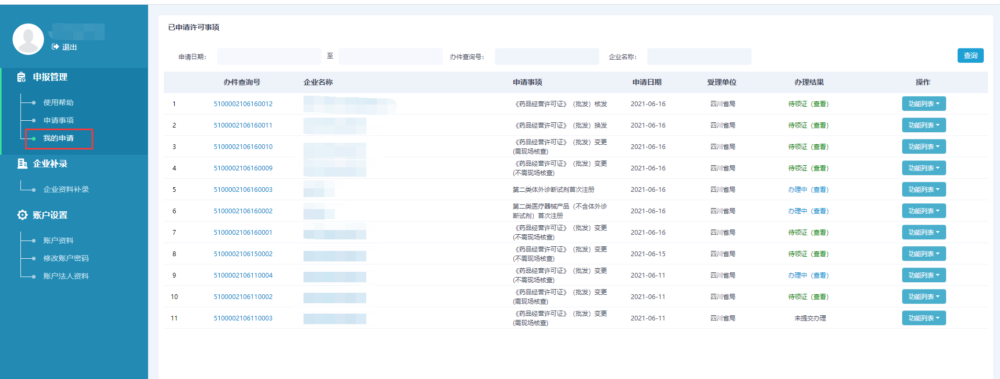 退出
申报管理
使用帮助
申请事项
我的申请
企业补录
企业资料补录
账户设置
账户资料
修改账户密码
账户法人资料
已申请许可事项
申请日期： 至 办件查询号： 企业名称： 查询
办件查询号 企业名称 申请事项 申请日期 受理单位 办理结果 操作
1 5100002106160012 《药品经营许可证》（批发）核发 2021-06-16 四川省局 待领证（查看） 功能列表
2 5100002106160011 《药品经营许可证》（批发）换发 2021-06-16 四川省局 待领证（查看） 功能列表
3 5100002106160010 《药品经营许可证》（批发）变更 2021-06-16 四川省局 待领证（查看） 功能列表
(需现场核查)
4 5100002106160009 《药品经营许可证》（批发）变更 2021-06-16 四川省局 待领证（查看） 功能列表
(不需现场核查)
5 5100002106160003 第二类体外诊断试剂首次注册 2021-06-16 四川省局 办理中（查看） 功能列表
6 5100002106160002 第二类医疗器械产品（不含体外诊 2021-06-16 四川省局 办理中（查看） 功能列表
断试剂）首次注册
7 5100002106160001 《药品经营许可证》（批发）变更 2021-06-16 四川省局 待领证（查看） 功能列表
(不需现场核查)
8 5100002106150002 《药品经营许可证》（批发）变更 2021-06-15 四川省局 待领证（查看） 功能列表
(不需现场核查)
9 5100002106110004 《药品经营许可证》（批发）变更 2021-06-11 四川省局 办理中（查看） 功能列表
(不需现场核查)
10 5100002106110002 《药品经营许可证》（批发）变更 2021-06-11 四川省局 待领证（查看） 功能列表
(需现场核查)
11 5100002106110003 《药品经营许可证》（批发）变更 2021-06-11 四川省局 未提交办理 功能列表
(需现场核查)